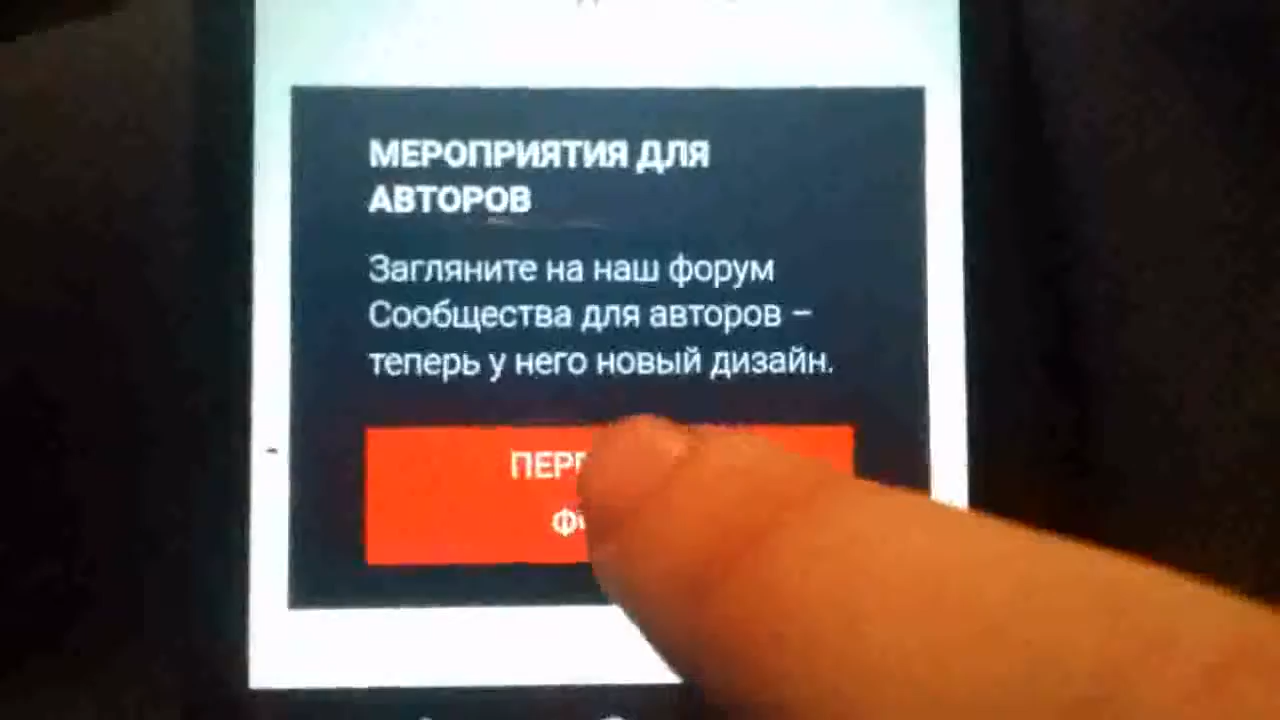 МЕРОПРИЯТИЯ ДЛЯ
АВТОРОВ
Загляните на наш форум
Сообщества для авторов –
теперь у него новый дизайн.